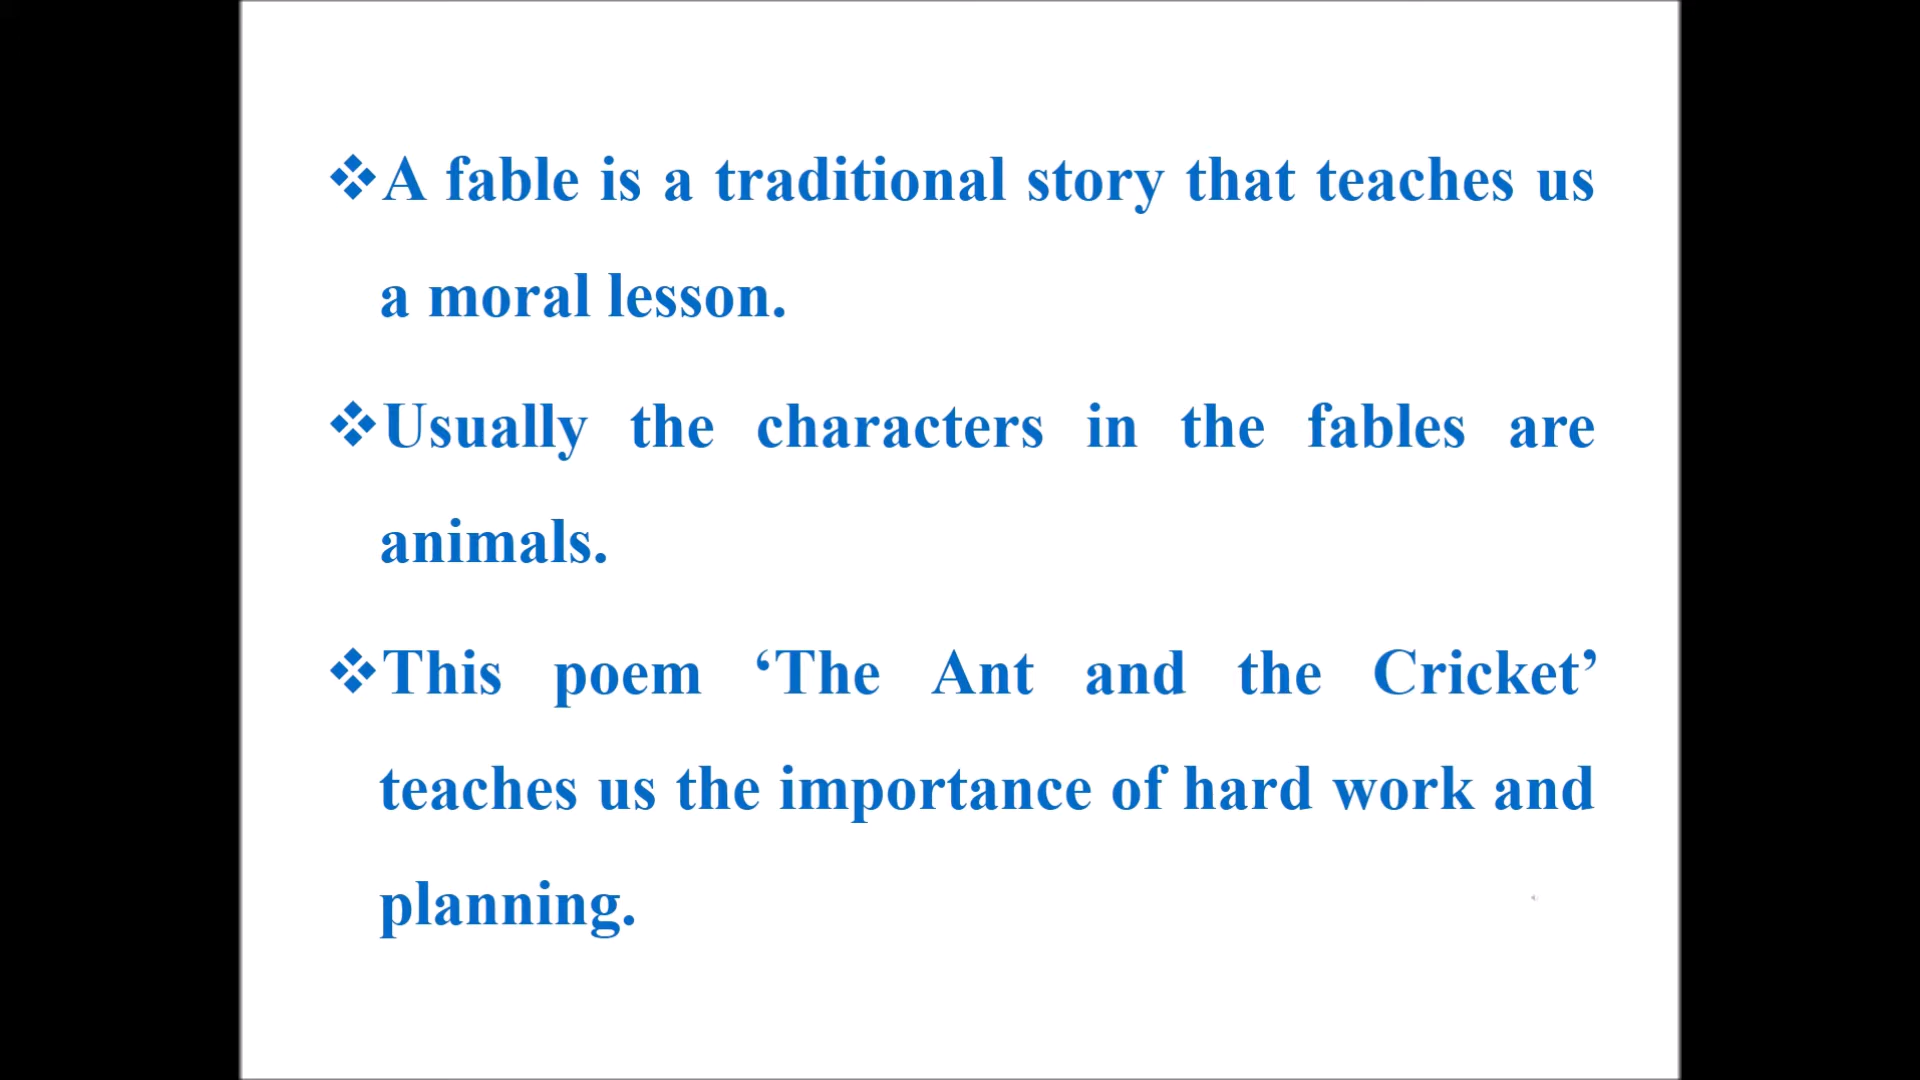 ❖A fable is a traditional story that teaches us
a moral lesson.
❖Usually the characters in the fables are
animals.
❖This poem ‘The Ant and the Cricket’
teaches us the importance of hard work and
planning.